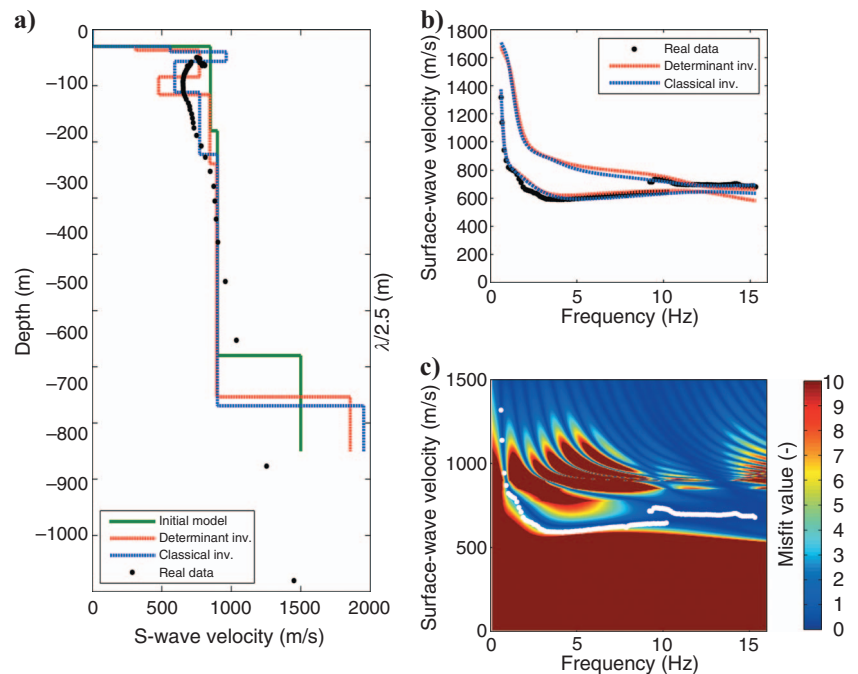 a)
0
−100
−200
−300
−400
−500
−600
−700
−800
−900
−1000
Depth (m)
λ/2.5 (m)
Initial model
Determinant inv.
Classical inv.
Real data
0 500 1000 1500 2000
S-wave velocity (m/s)
b)
1800
1600
1400
1200
1000
800
600
400
200
0
Surface-wave velocity (m/s)
Real data
Determinant inv.
Classical inv.
0 5 10 15
Frequency (Hz)
c)
1500
1000
500
0
Surface-wave velocity (m/s)
0 5 10 15
Frequency (Hz)
10
9
8
7
6
5
4
3
2
1
0
Misfit value (-)